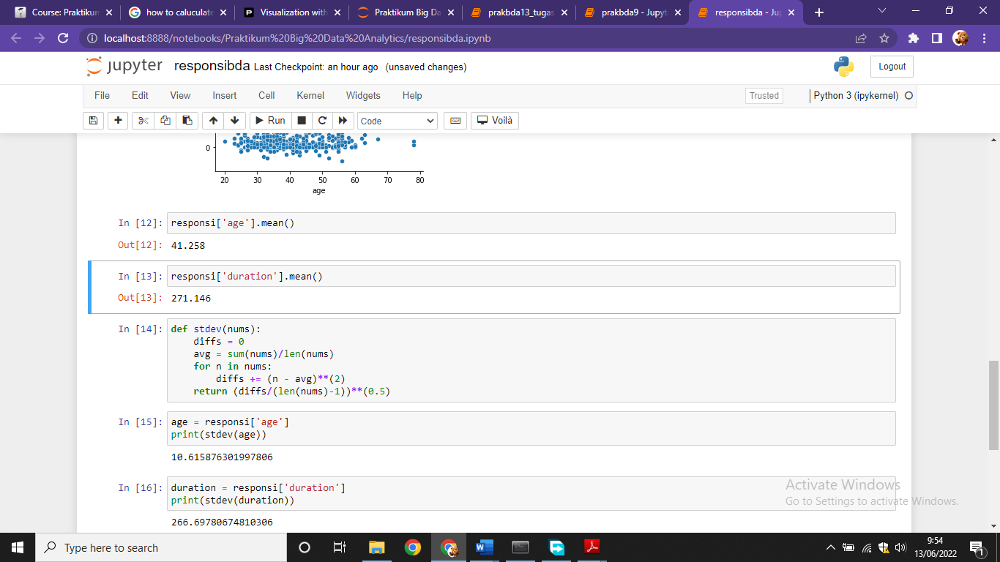 Course: Praktikun
how to caluculate
Visualization with
Praktikum Big Da
prakbda13_tugas
prakbda9 - Jupyt
responsibda - Jup
localhost:8888/notebooks/Praktikum%20Big%20Data%20Analytics/responsibda.ipynb
jupyter responsibda Last Checkpoint: an hour ago (unsaved changes)
Logout
File Edit View Insert Cell Kernel Widgets Help
Trusted
Python 3 (ipykernel)
Run
Code
Voilà
0
20 30 40 50 60 70 80
age
In [12]: responsi['age'].mean()
Out[12]: 41.258
In [13]: responsi['duration'].mean()
Out[13]: 271.146
In [14]: def stdev(nums):
    diffs = 0
    avg = sum(nums)/len(nums)
    for n in nums:
        diffs += (n - avg)**(2)
    return (diffs/(len(nums)-1))**(0.5)
In [15]: age = responsi['age']
print(stdev(age))
10.615876301997806
In [16]: duration = responsi['duration']
print(stdev(duration))
266.69780674810306
Activate Windows
Go to Settings to activate Windows.
Type here to search
9:54
13/06/2022
1